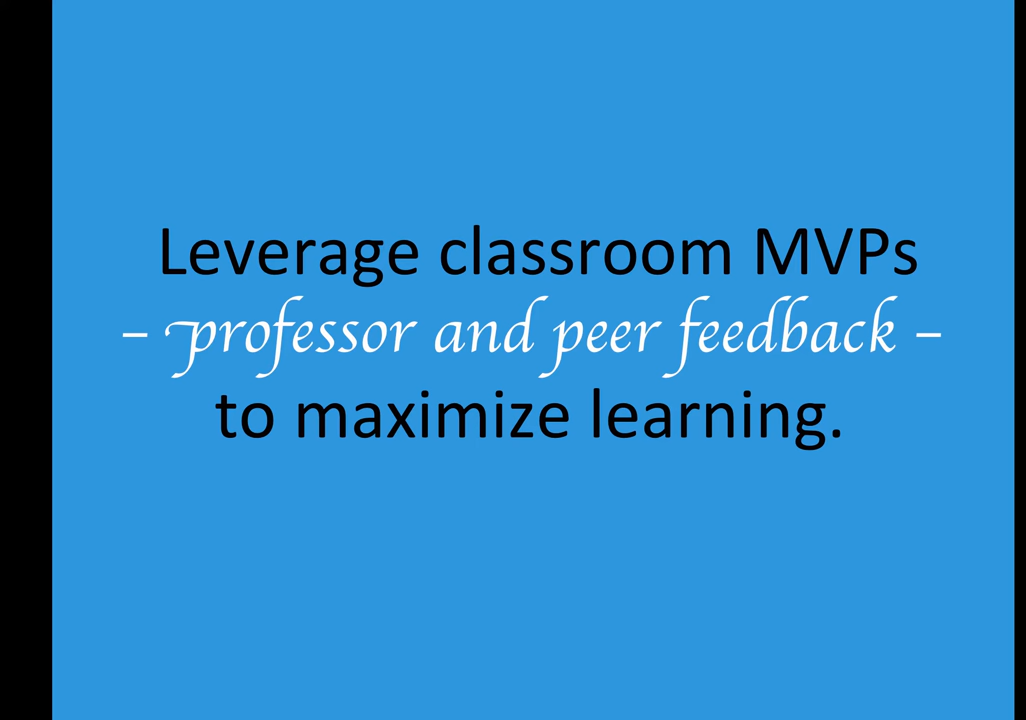 Leverage classroom MVPs
– professor and peer feedback –
to maximize learning.